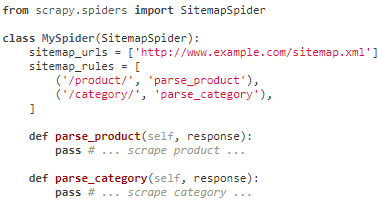 from scrapy.spiders import SitemapSpider

class MySpider(SitemapSpider):
    sitemap_urls = ['http://www.example.com/sitemap.xml']
    sitemap_rules = [
        ('/product/', 'parse_product'),
        ('/category/', 'parse_category'),
    ]

    def parse_product(self, response):
        pass # ... scrape product ...

    def parse_category(self, response):
        pass # ... scrape category ...